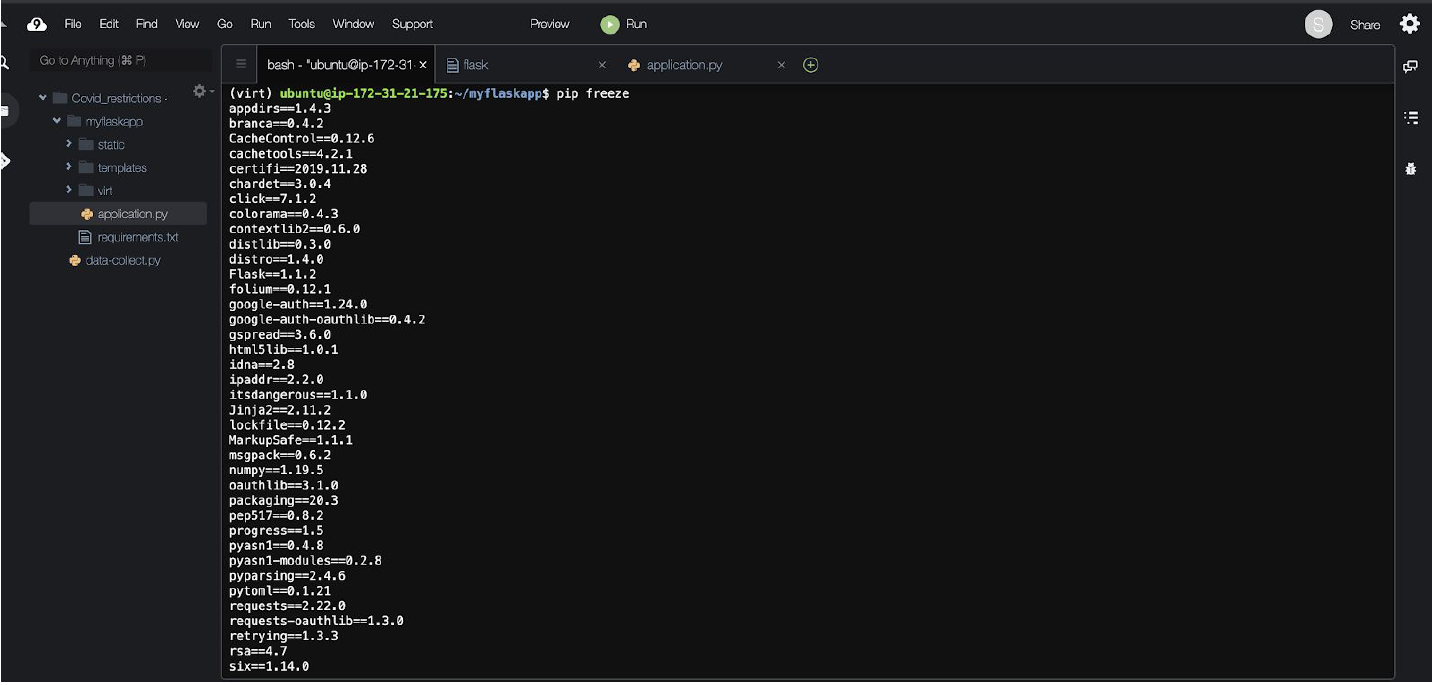 File Edit Find View Go Run Tools Window Support Preview Run S Share
Go to Anything (⌘ P)
bash - "ubuntu@ip-172-31- × flask × application.py ×
Covid_restrictions -
myflaskapp
static
templates
virt
application.py
requirements.txt
data-collect.py
(virt) ubuntu@ip-172-31-21-175:~/myflaskapp$ pip freeze
appdirs==1.4.3
branca==0.4.2
CacheControl==0.12.6
cachetools==4.2.1
certifi==2019.11.28
chardet==3.0.4
click==7.1.2
colorama==0.4.3
contextlib2==0.6.0
distlib==0.3.0
distro==1.4.0
Flask==1.1.2
folium==0.12.1
google-auth==1.24.0
google-auth-oauthlib==0.4.2
gspread==3.6.0
html5lib==1.0.1
idna==2.8
ipaddr==2.2.0
itsdangerous==1.1.0
Jinja2==2.11.2
lockfile==0.12.2
MarkupSafe==1.1.1
msgpack==0.6.2
numpy==1.19.5
oauthlib==3.1.0
packaging==20.3
pep517==0.8.2
progress==1.5
pyasn1==0.4.8
pyasn1-modules==0.2.8
pyparsing==2.4.6
pytoml==0.1.21
requests==2.22.0
requests-oauthlib==1.3.0
retrying==1.3.3
rsa==4.7
six==1.14.0